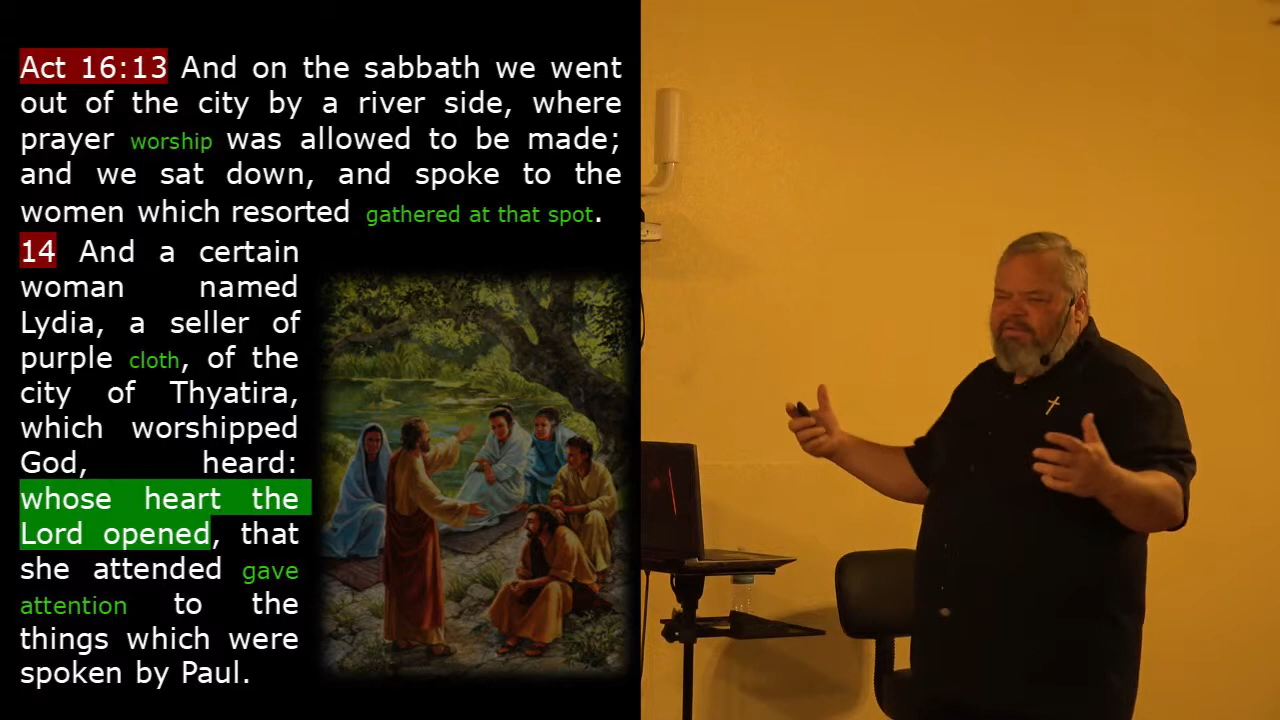 Act 16:13 And on the sabbath we went
out of the city by a river side, where
prayer worship was allowed to be made;
and we sat down, and spoke to the
women which resorted gathered at that spot.
14 And a certain
woman named
Lydia, a seller of
purple cloth, of the
city of Thyatira,
which worshipped
God, heard:
whose heart the
Lord opened, that
she attended gave
attention to the
things which were
spoken by Paul.